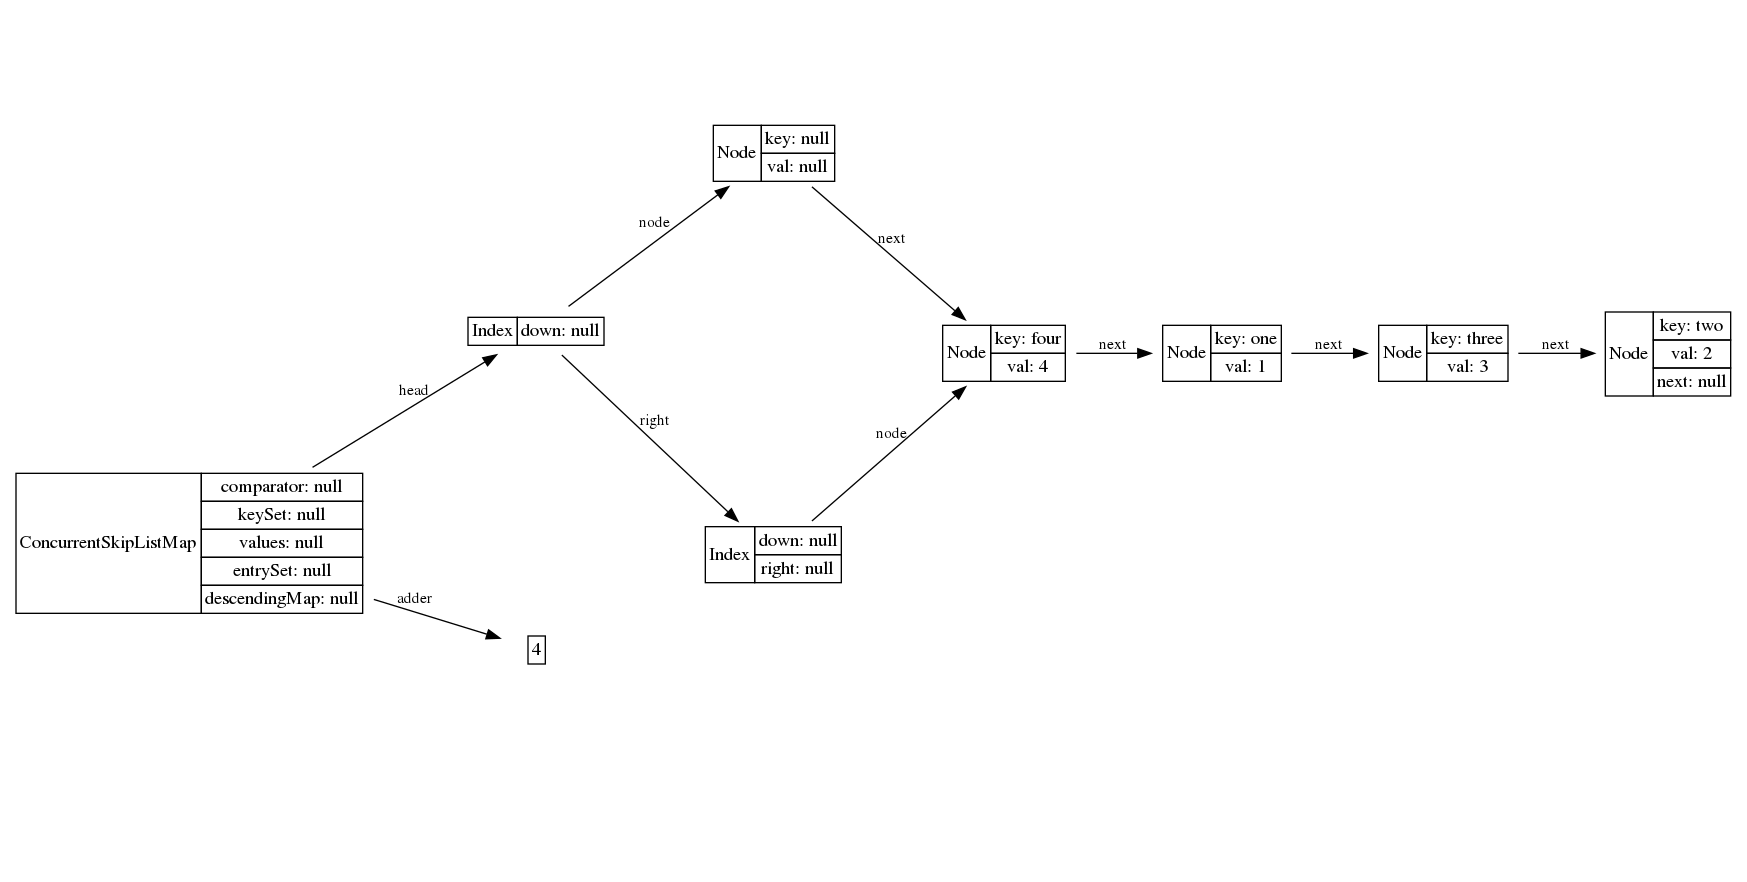 Node
key: null
val: null
node
next
Index
down: null
Node
key: four
val: 4
next
Node
key: one
val: 1
next
Node
key: three
val: 3
next
Node
key: two
val: 2
next: null
head
right
node
ConcurrentSkipListMap
comparator: null
keySet: null
values: null
entrySet: null
descendingMap: null
Index
down: null
right: null
adder
4